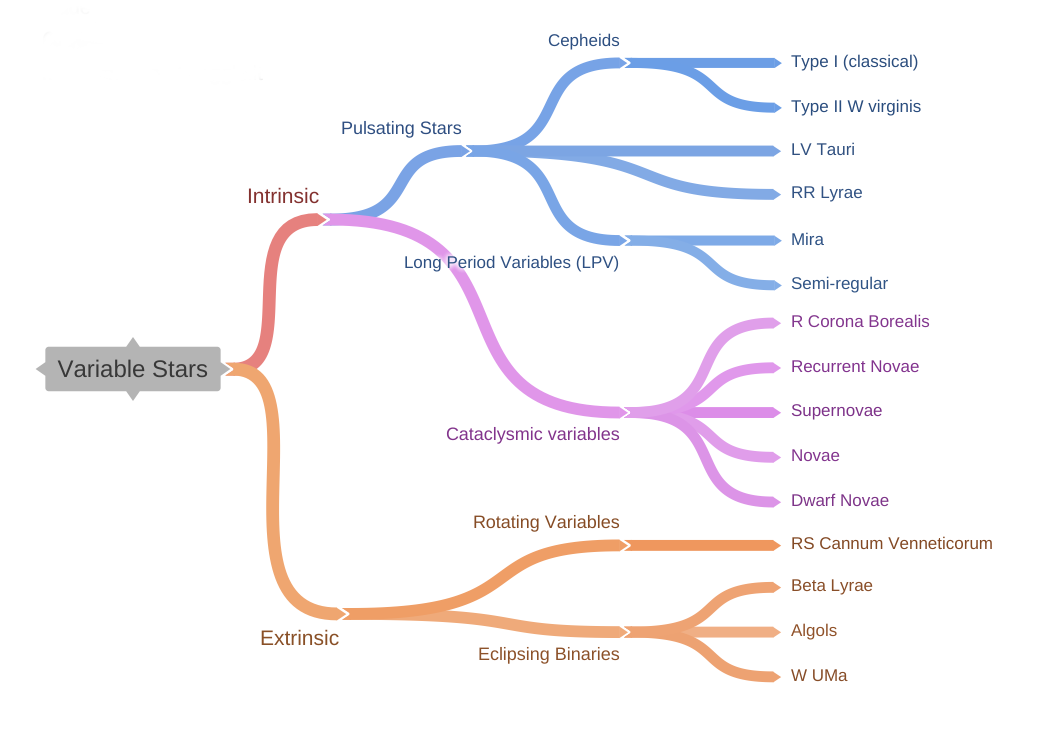 Cepheids
Type I (classical)
Type II W virginis
Pulsating Stars
LV Tauri
RR Lyrae
Intrinsic
Mira
Long Period Variables (LPV)
Semi-regular
R Corona Borealis
Variable Stars
Recurrent Novae
Supernovae
Cataclysmic variables
Novae
Dwarf Novae
Rotating Variables
RS Cannum Venneticorum
Beta Lyrae
Extrinsic
Algols
Eclipsing Binaries
W UMa